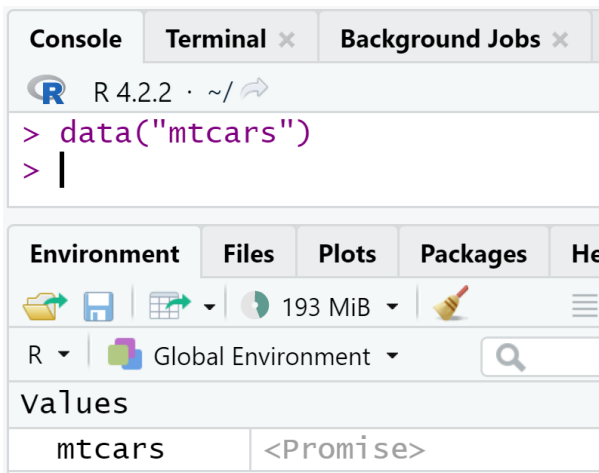 Console Terminal Background Jobs
R R 4.2.2 · ~/
> data("mtcars")
>
Environment Files Plots Packages He
193 MiB
R Global Environment
Values
mtcars <Promise>